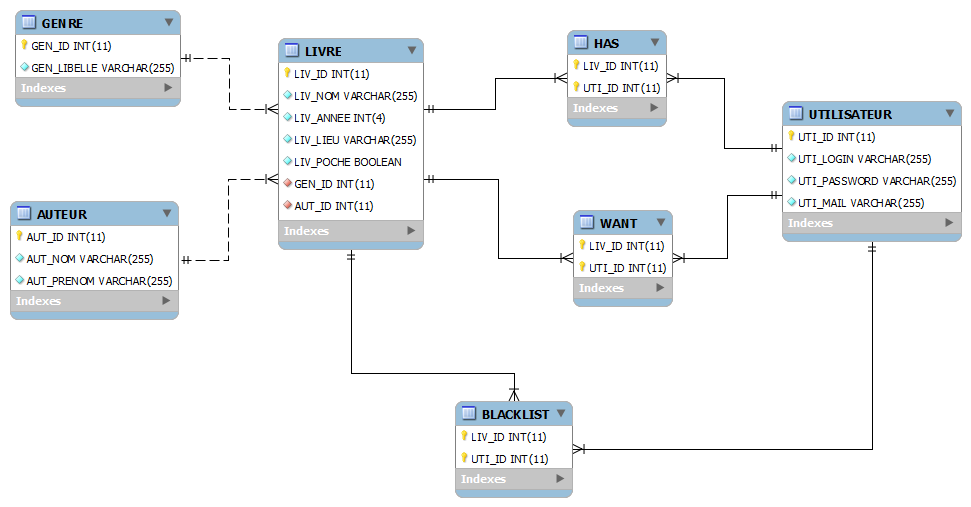 GENRE
GEN_ID INT(11)
GEN_LIBELLE VARCHAR(255)
Indexes
AUTEUR
AUT_ID INT(11)
AUT_NOM VARCHAR(255)
AUT_PRENOM VARCHAR(255)
Indexes
LIVRE
LIV_ID INT(11)
LIV_NOM VARCHAR(255)
LIV_ANNEE INT(4)
LIV_LIEU VARCHAR(255)
LIV_POCHE BOOLEAN
GEN_ID INT(11)
AUT_ID INT(11)
Indexes
HAS
LIV_ID INT(11)
UTI_ID INT(11)
Indexes
WANT
LIV_ID INT(11)
UTI_ID INT(11)
Indexes
UTILISATEUR
UTI_ID INT(11)
UTI_LOGIN VARCHAR(255)
UTI_PASSWORD VARCHAR(255)
UTI_MAIL VARCHAR(255)
Indexes
BLACKLIST
LIV_ID INT(11)
UTI_ID INT(11)
Indexes